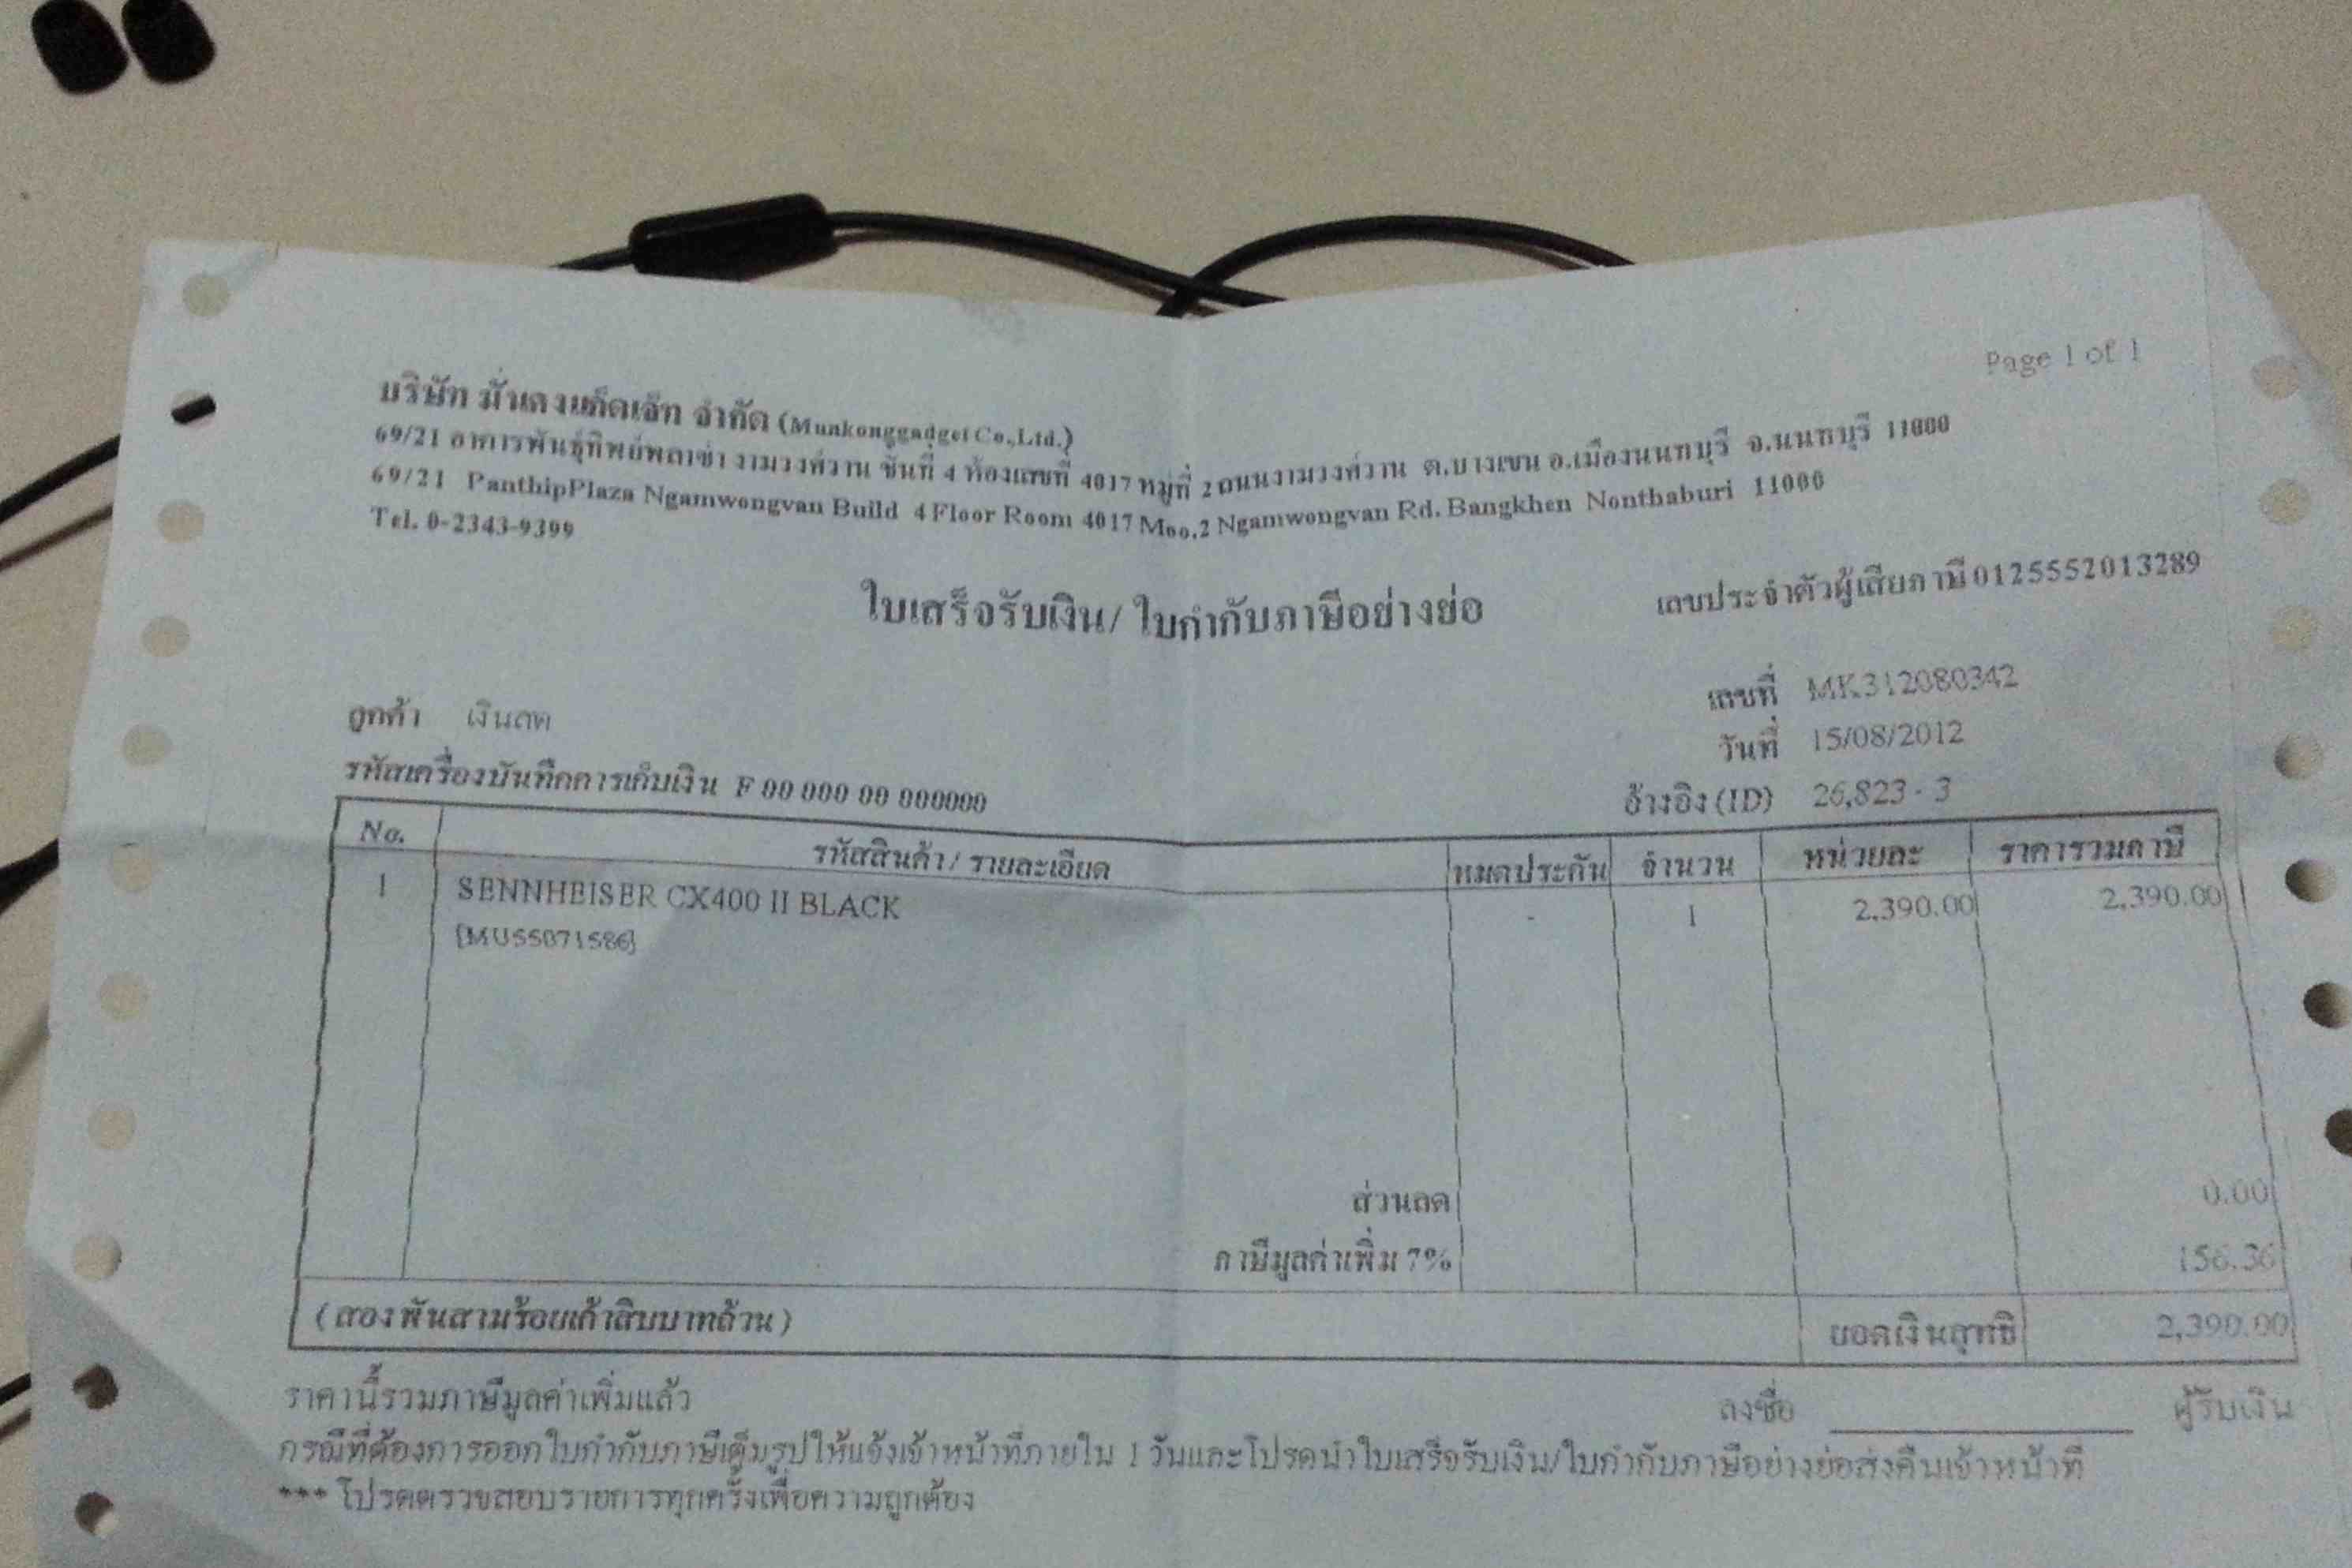 Page 1 of 1
บริษัท มั่นคงแก็ดเจ็ท จำกัด (Munkonggadget Co.,Ltd.)
69/21 อาคารพันธุ์ทิพย์พลาซ่า งามวงศ์วาน ชั้นที่ 4 ห้องเลขที่ 4017 หมู่ที่ 2 ถนนงามวงศ์วาน ต.บางเขน อ.เมืองนนทบุรี จ.นนทบุรี 11000
69/21 PanthipPlaza Ngamwongvan Build 4 Floor Room 4017 Moo.2 Ngamwongvan Rd. Bangkhen Nonthaburi 11000
Tel. 0-2343-9399
ใบเสร็จรับเงิน/ ใบกำกับภาษีอย่างย่อ
เลขประจำตัวผู้เสียภาษี 0125552013289
เลขที่ MK312080342
ลูกค้า เงินสด
วันที่ 15/08/2012
รหัสเครื่องบันทึกการเก็บเงิน F 00 000 00 000000
อ้างอิง (ID) 26,823 - 3
No. รหัสสินค้า / รายละเอียด หมดประกัน จำนวน หน่วยละ ราคารวมภาษี
1 SENNHEISER CX400 II BLACK - 1 2,390.00 2,390.00
[MU55071586]
ส่วนลด 0.00
ภาษีมูลค่าเพิ่ม 7% 156.36
(สองพันสามร้อยเก้าสิบบาทถ้วน) ยอดเงินสุทธิ 2,390.00
ราคานี้รวมภาษีมูลค่าเพิ่มแล้ว
ลงชื่อ ผู้รับเงิน
กรณีที่ต้องการออกใบกำกับภาษีเต็มรูปให้แจ้งเจ้าหน้าที่ภายใน 1 วันและโปรดนำใบเสร็จรับเงิน/ใบกำกับภาษีอย่างย่อส่งคืนเจ้าหน้าที่
*** โปรดตรวจสอบรายการทุกครั้งเพื่อความถูกต้อง